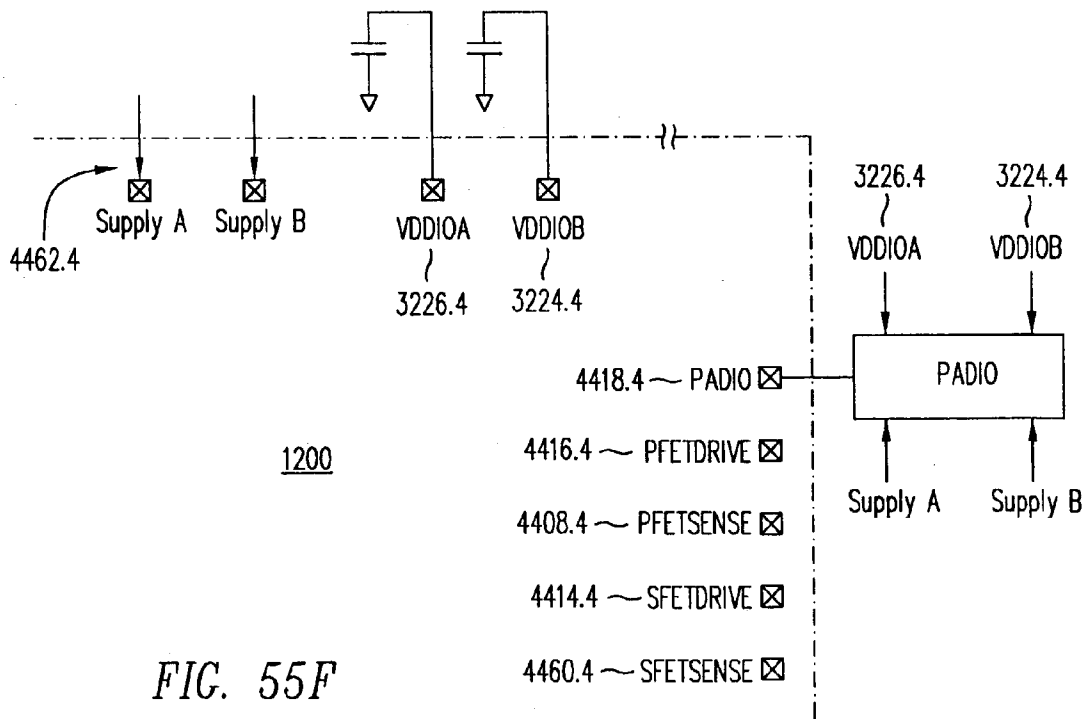 Supply A
Supply B
VDDIOA
VDDIOB
4462.4
3226.4
3224.4
3226.4
3224.4
VDDIOA
VDDIOB
PADIO
Supply A
Supply B
4418.4 PADIO
4416.4 PFETDRIVE
4408.4 PFETSENSE
4414.4 SFETDRIVE
4460.4 SFETSENSE
1200
FIG. 55F